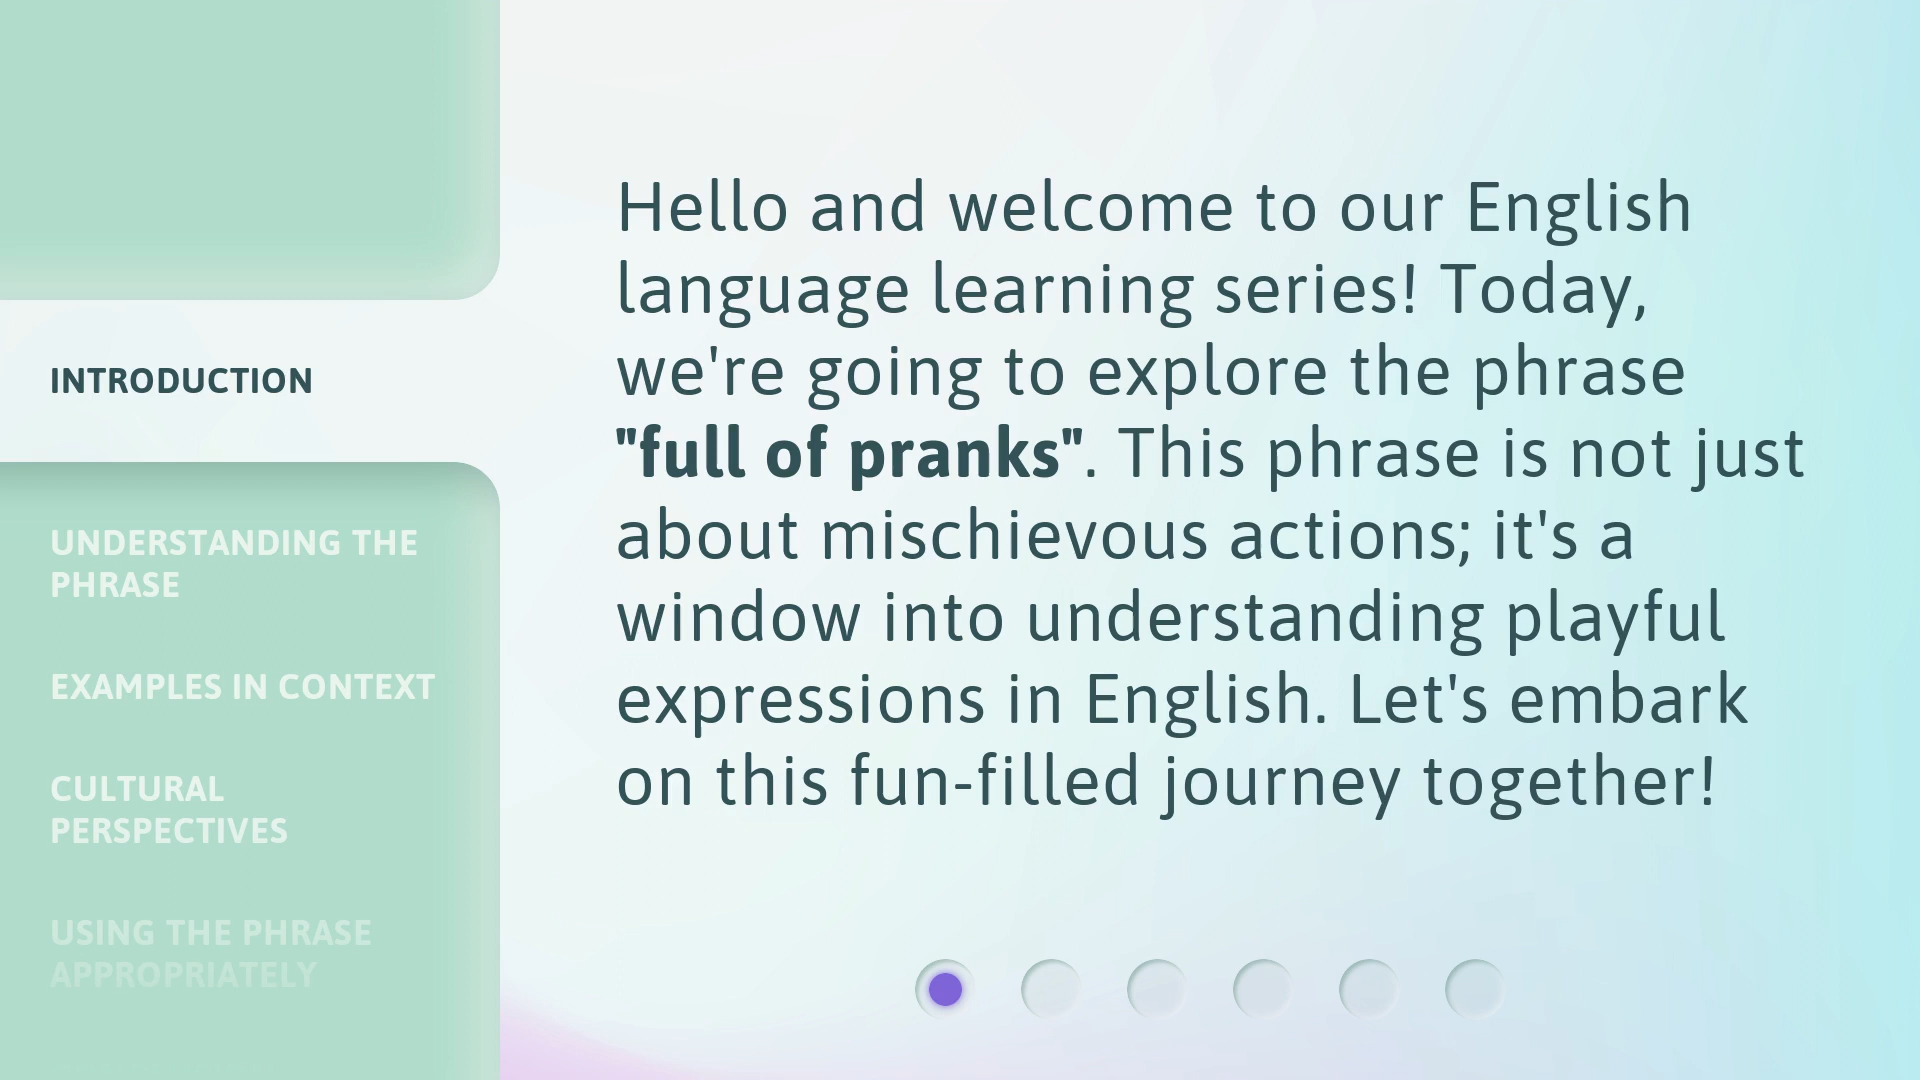 INTRODUCTION
UNDERSTANDING THE
PHRASE
EXAMPLES IN CONTEXT
CULTURAL
PERSPECTIVES
USING THE PHRASE
APPROPRIATELY
Hello and welcome to our English
language learning series! Today,
we're going to explore the phrase
"full of pranks". This phrase is not just
about mischievous actions; it's a
window into understanding playful
expressions in English. Let's embark
on this fun-filled journey together!